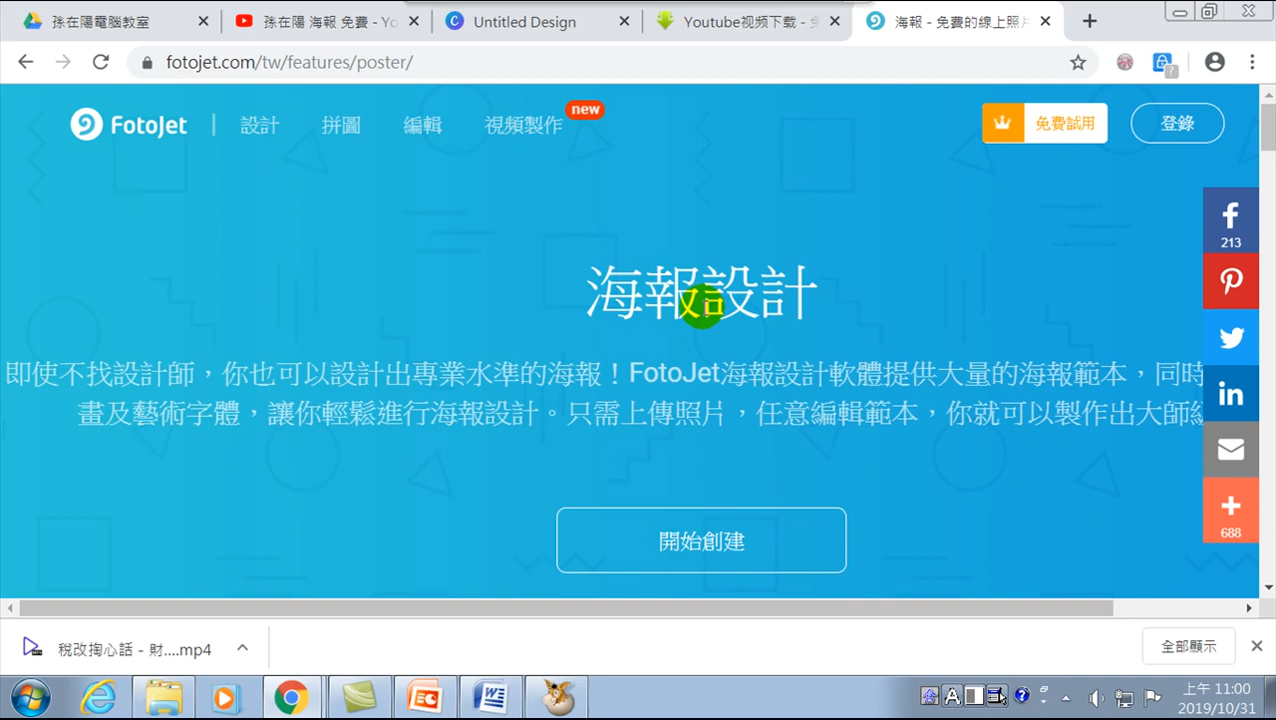 孫在陽電腦教室
孫在陽 海報 免費 - Yo
Untitled Design
Youtube视频下载 - 免
海報 - 免費的線上照片
fotojet.com/tw/features/poster/
FotoJet
設計
拼圖
編輯
視頻製作
new
免費試用
登錄
213
海報設計
即使不找設計師，你也可以設計出專業水準的海報！FotoJet海報設計軟體提供大量的海報範本，同時
畫及藝術字體，讓你輕鬆進行海報設計。只需上傳照片，任意編輯範本，你就可以製作出大師級
688
開始創建
稅改掏心話 - 財....mp4
全部顯示
上午 11:00
2019/10/31